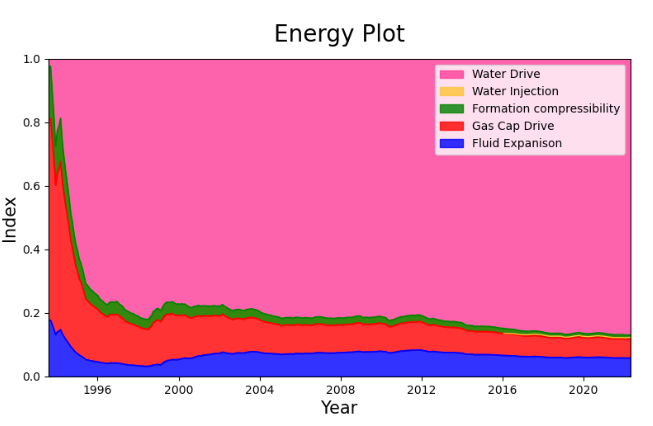 Energy Plot
Water Drive
Water Injection
Formation compressibility
Gas Cap Drive
Fluid Expanison
Index
1.0
0.8
0.6
0.4
0.2
0.0
1996
2000
2004
2008
2012
2016
2020
Year